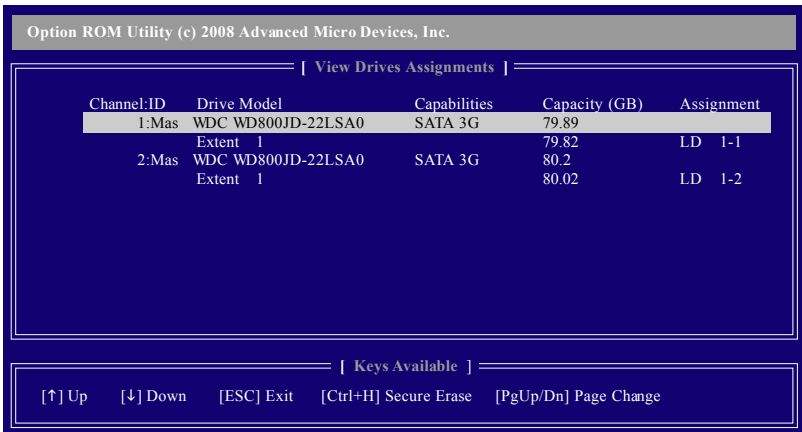 Option ROM Utility (c) 2008 Advanced Micro Devices, Inc.
[ View Drives Assignments ]
Channel:ID Drive Model Capabilities Capacity (GB) Assignment
1:Mas WDC WD800JD-22LSA0 SATA 3G 79.89
Extent 1 79.82 LD 1-1
2:Mas WDC WD800JD-22LSA0 SATA 3G 80.2
Extent 1 80.02 LD 1-2
[ Keys Available ]
[↑] Up [↓] Down [ESC] Exit [Ctrl+H] Secure Erase [PgUp/Dn] Page Change